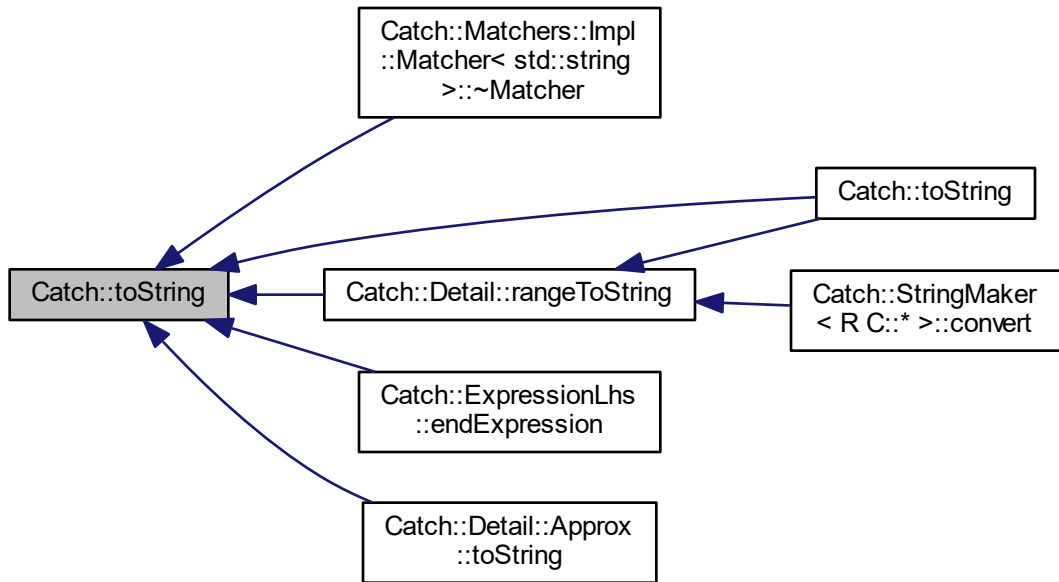 Catch::Matchers::Impl
::Matcher< std::string
>::~Matcher
Catch::toString
Catch::toString
Catch::Detail::rangeToString
Catch::StringMaker
< R C::* >::convert
Catch::ExpressionLhs
::endExpression
Catch::Detail::Approx
::toString